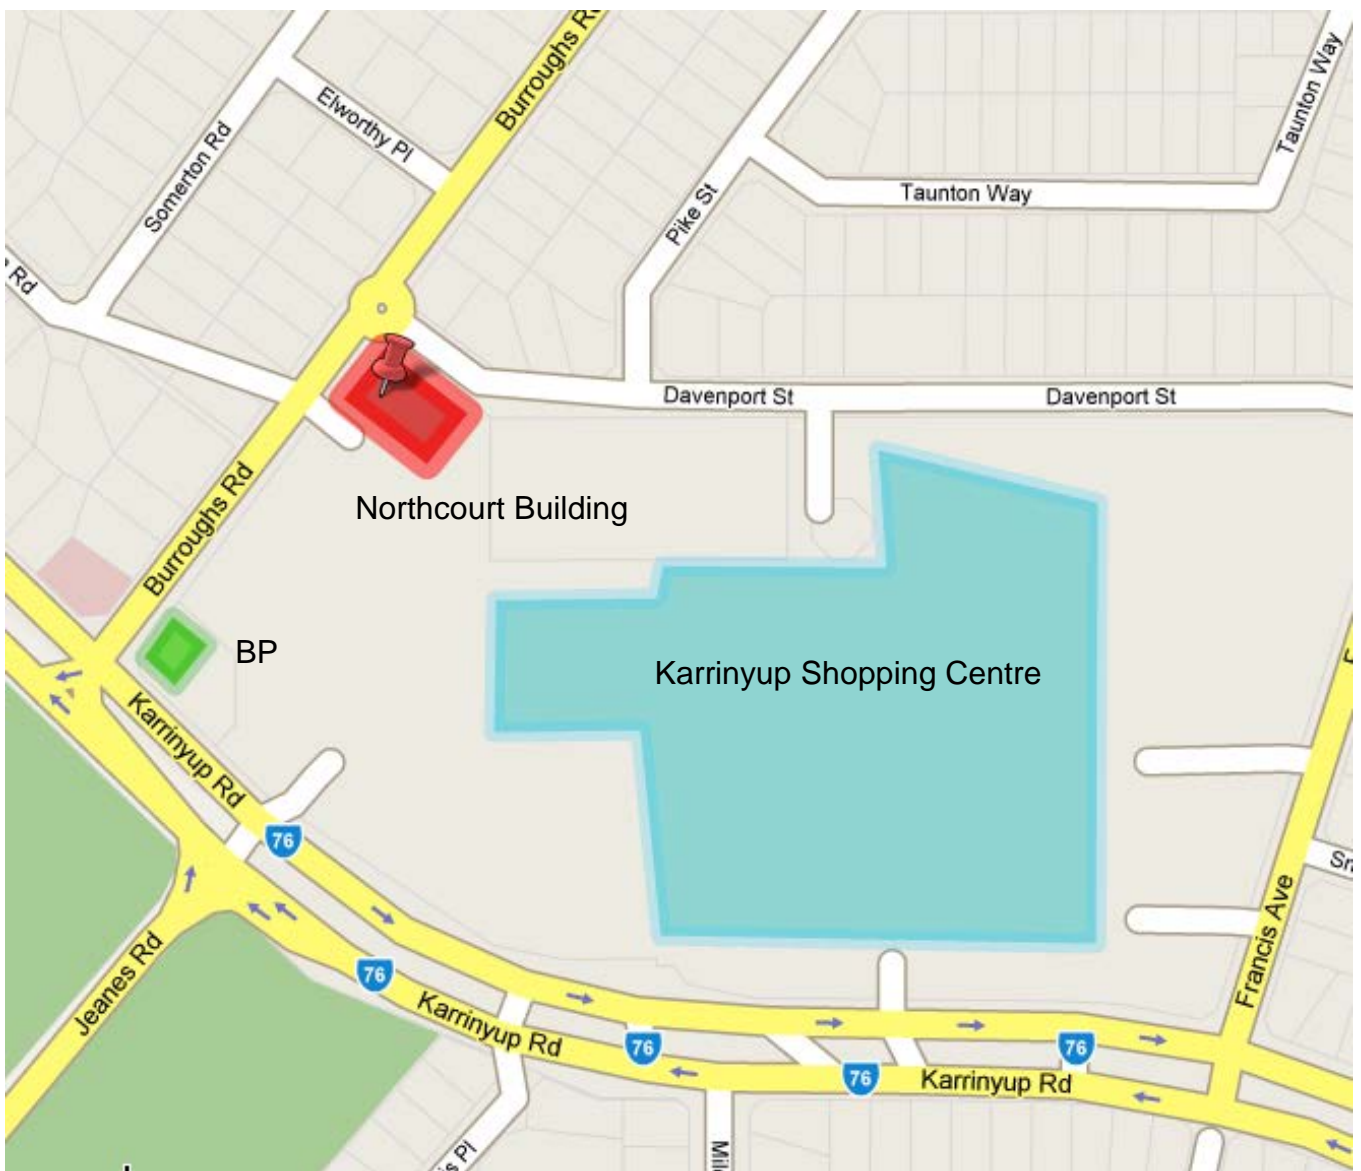 Burroughs Rd
Taunton Way
Elworthy Pl
Somerton Rd
Taunton Way
Pike St
Rd
Davenport St
Davenport St
Northcourt Building
Burroughs Rd
BP
Karrinyup Shopping Centre
Karrinyup Rd
76
Francis Ave
Jeanes Rd
76
Karrinyup Rd
76
76
76
Karrinyup Rd
Pl